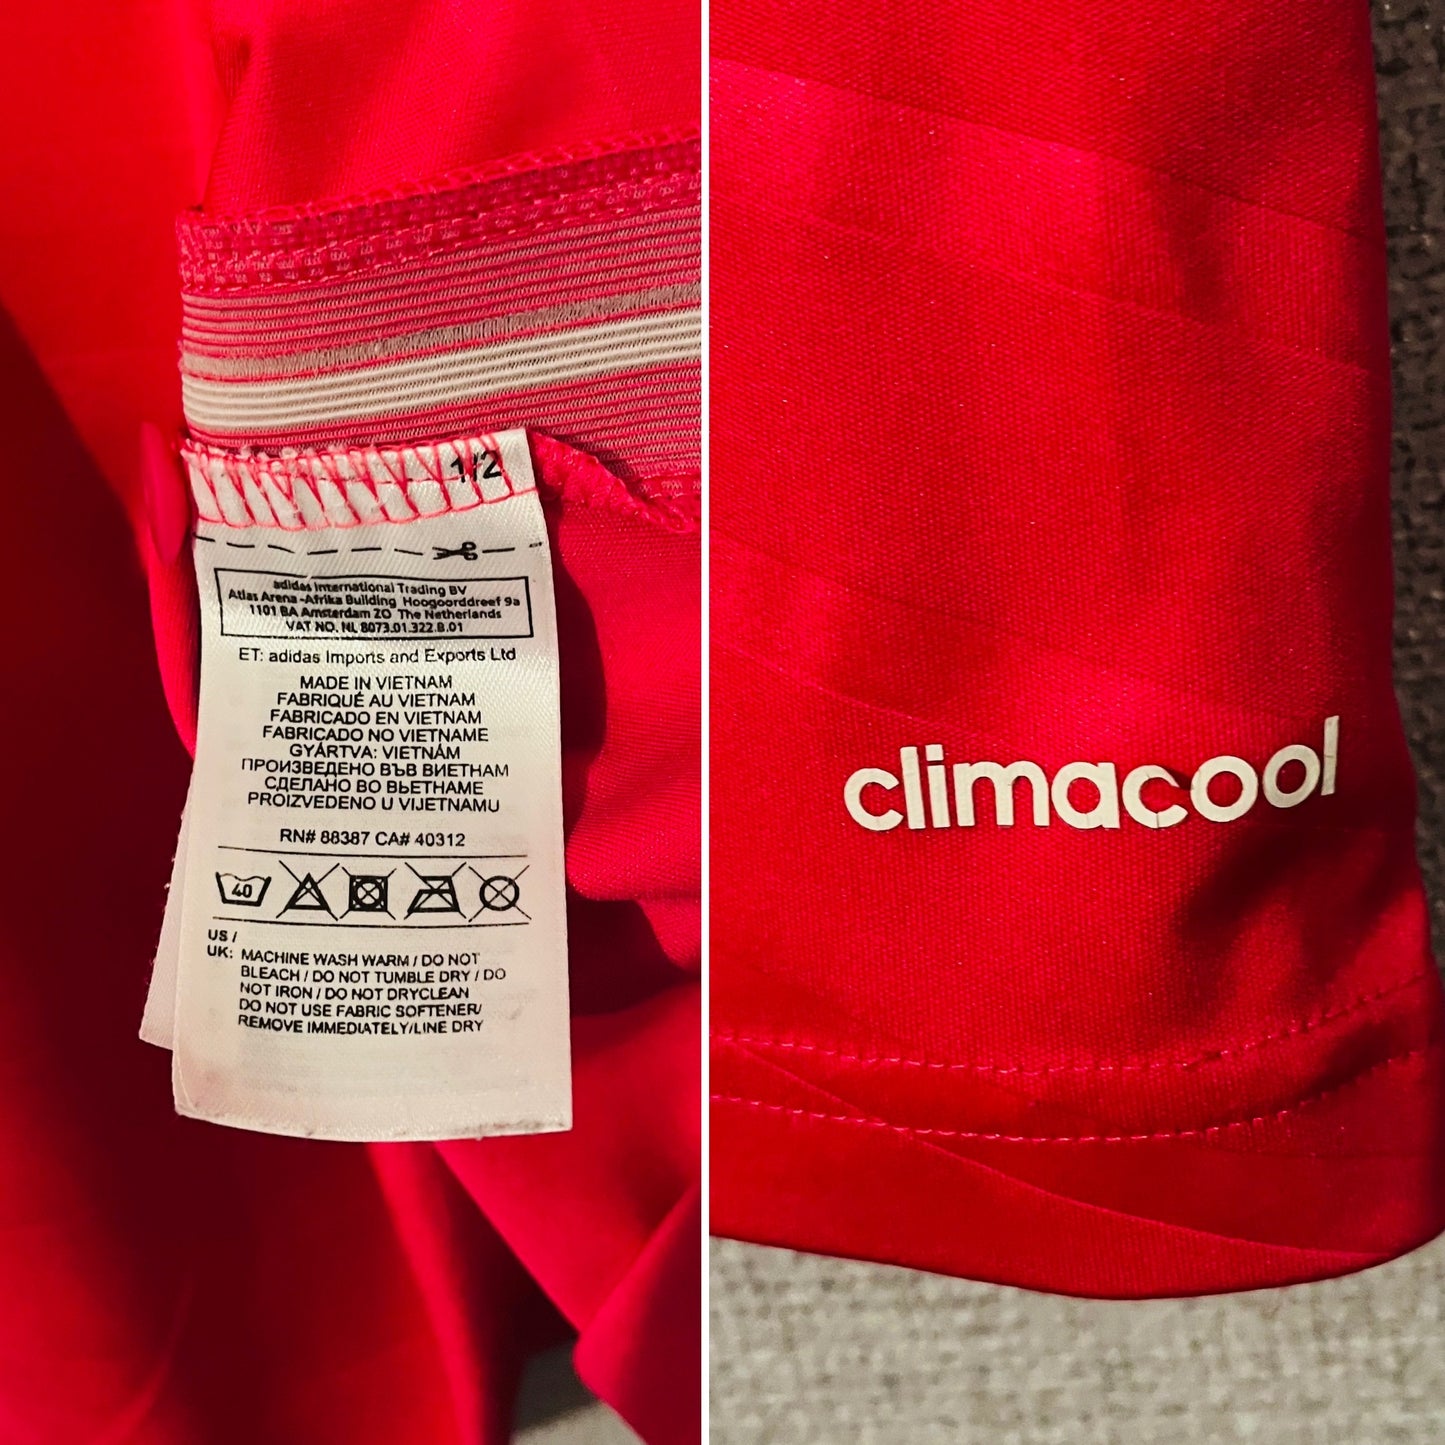 1/2
adidas International Trading BV
Atlas Arena -Afrika Building Hoogoorddreef 9a
1101 BA Amsterdam ZO The Netherlands
VAT NO. NL 8073.01.322.B.01
ET: adidas Imports and Exports Ltd
MADE IN VIETNAM
FABRIQUÉ AU VIETNAM
FABRICADO EN VIETNAM
FABRICADO NO VIETNAME
GYÁRTVA: VIETNÁM
ПРОИЗВЕДЕНО ВЪВ ВИЕТНАМ
СДЕЛАНО ВО ВЬЕТНАМЕ
PROIZVEDENO U VIJETNAMU
RN# 88387 CA# 40312
40
US /
UK: MACHINE WASH WARM / DO NOT
BLEACH / DO NOT TUMBLE DRY / DO
NOT IRON / DO NOT DRYCLEAN
DO NOT USE FABRIC SOFTENER/
REMOVE IMMEDIATELY/LINE DRY
climacool